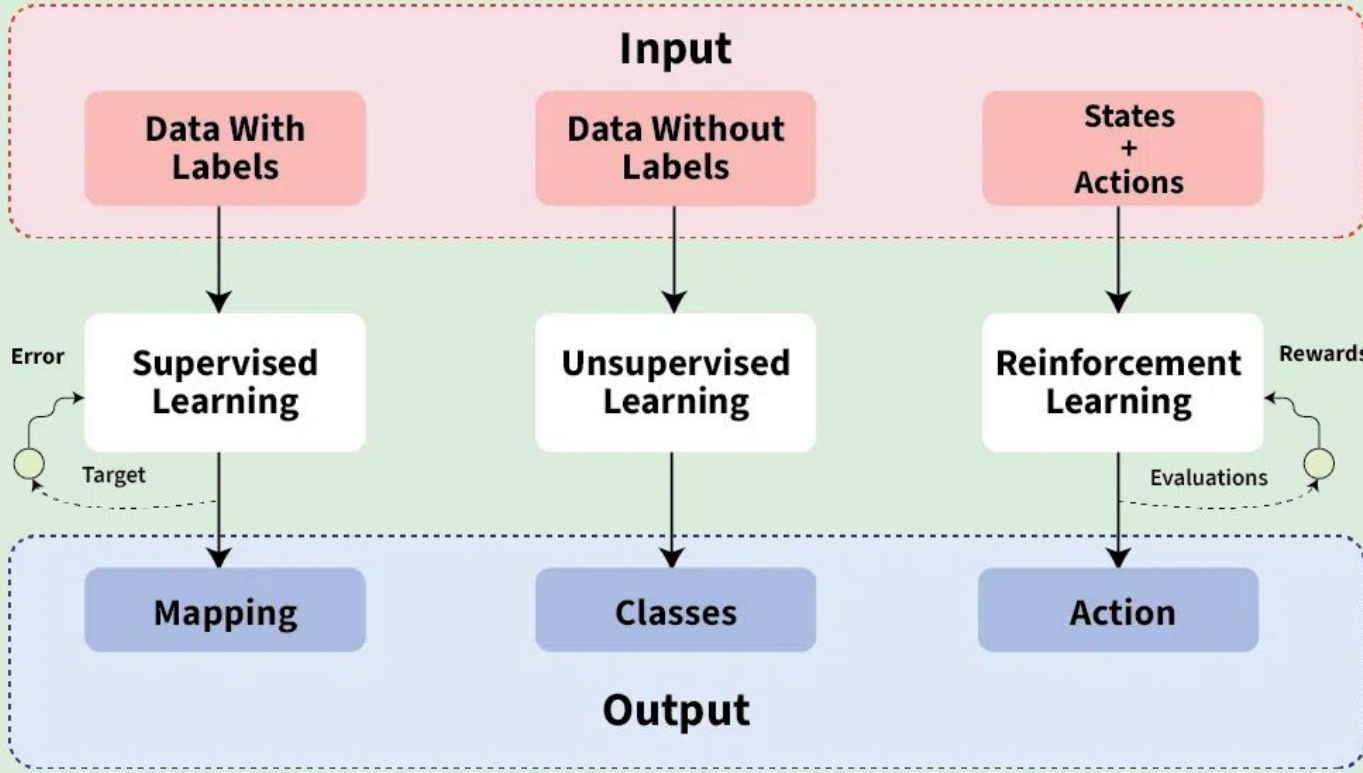 Input
Data With
Labels
Data Without
Labels
States
+
Actions
Error
Supervised
Learning
Unsupervised
Learning
Reinforcement
Learning
Rewards
Target
Evaluations
Mapping
Classes
Action
Output